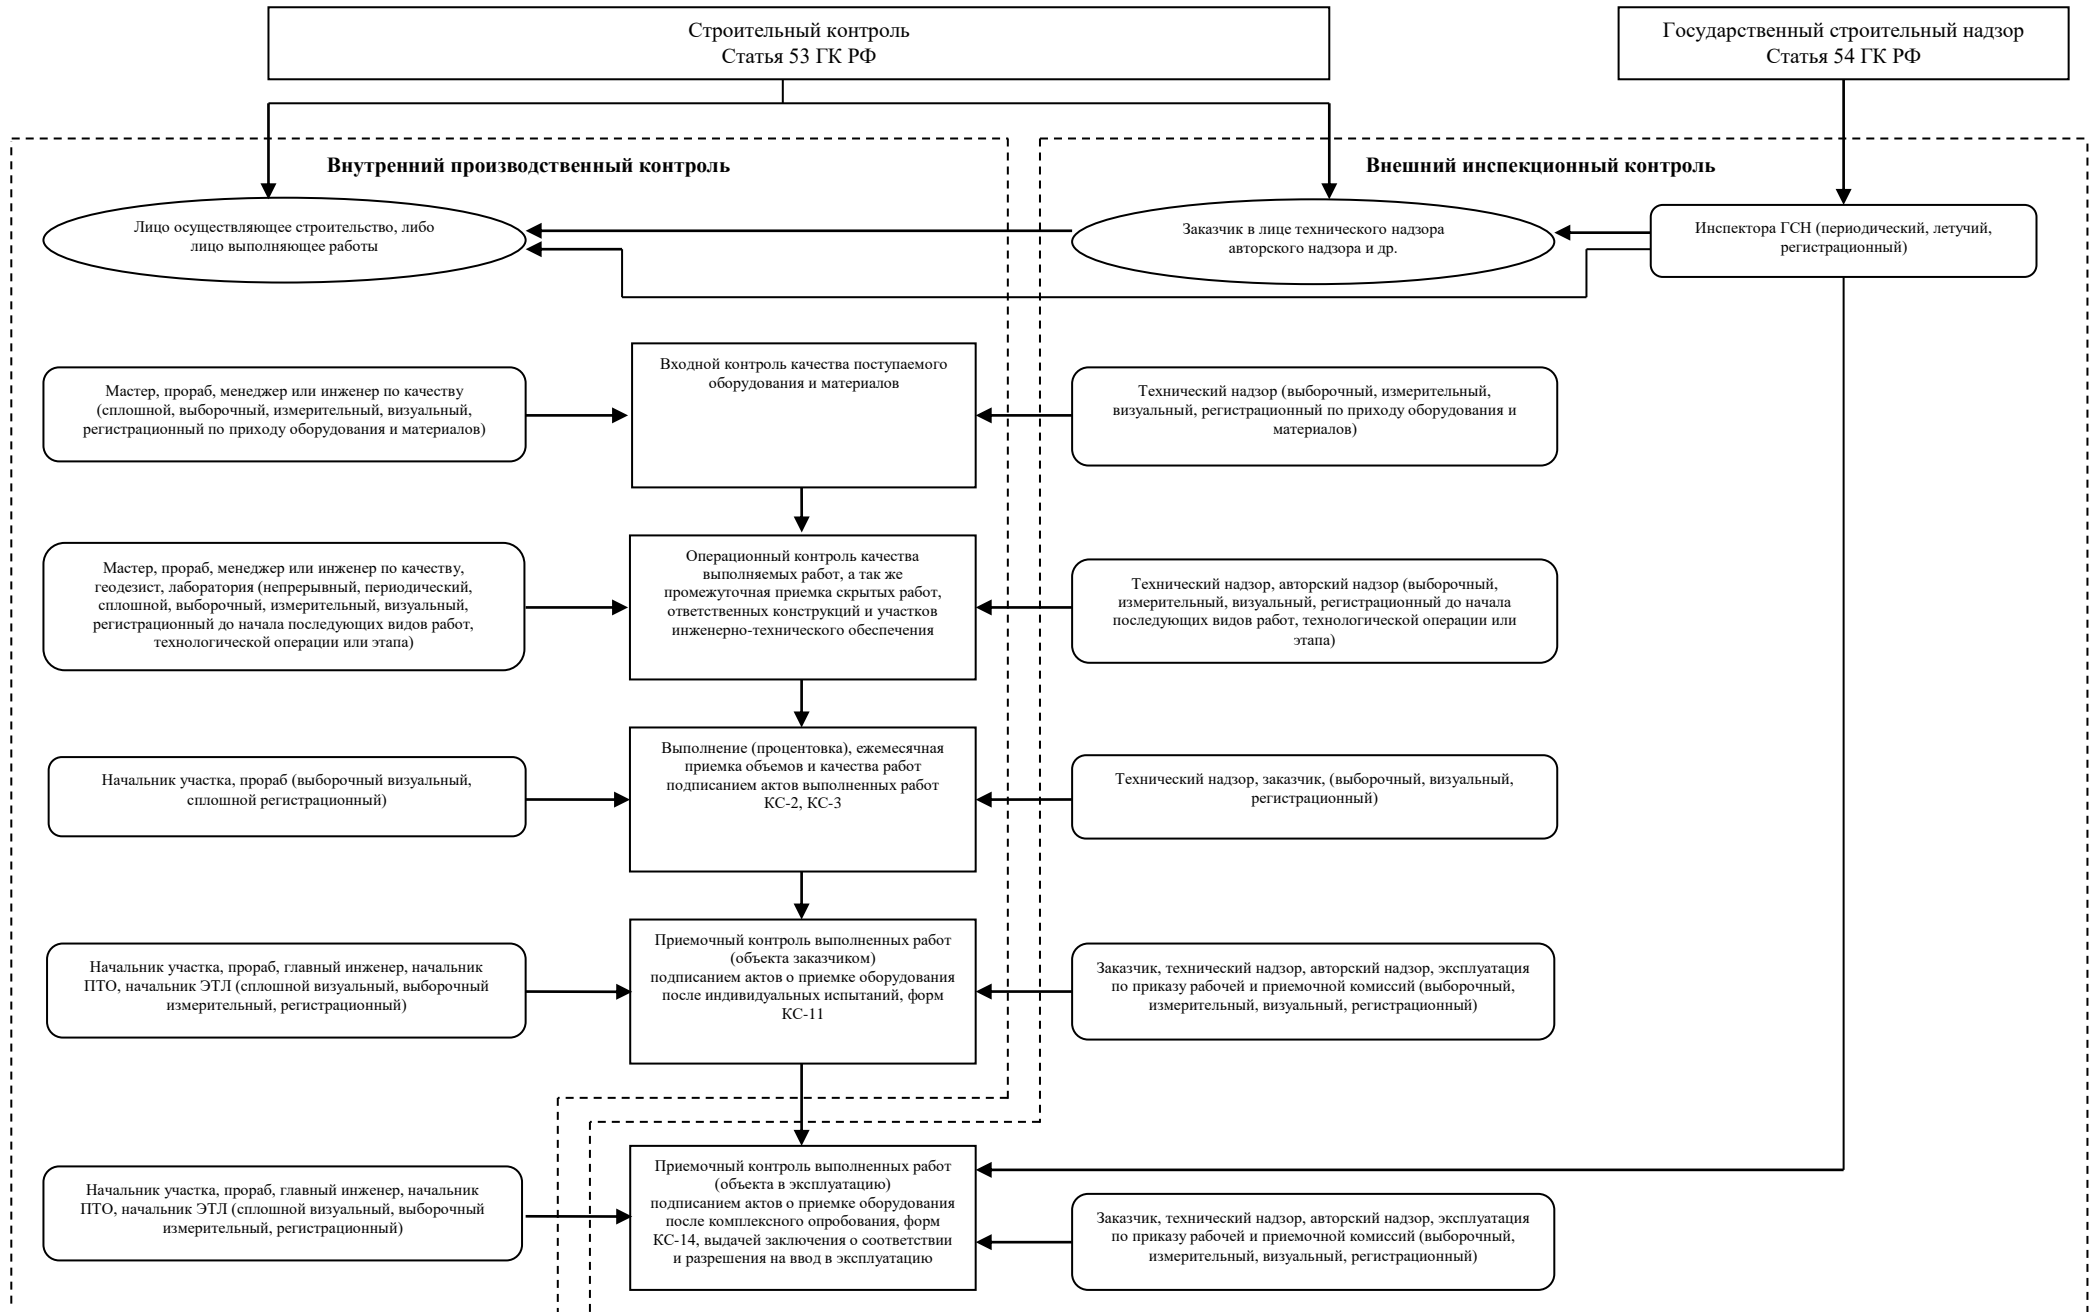 Строительный контроль
Статья 53 ГК РФ
Государственный строительный надзор
Статья 54 ГК РФ
Внутренний производственный контроль
Внешний инспекционный контроль
Лицо осуществляющее строительство, либо
лицо выполняющее работы
Заказчик в лице технического надзора
авторского надзора и др.
Инспектора ГСН (периодический, летучий,
регистрационный)
Мастер, прораб, менеджер или инженер по качеству
(сплошной, выборочный, измерительный, визуальный,
регистрационный по приходу оборудования и материалов)
Входной контроль качества поступаемого
оборудования и материалов
Технический надзор (выборочный, измерительный,
визуальный, регистрационный по приходу оборудования и
материалов)
Мастер, прораб, менеджер или инженер по качеству,
геодезист, лаборатория (непрерывный, периодический,
сплошной, выборочный, измерительный, визуальный,
регистрационный до начала последующих видов работ,
технологической операции или этапа)
Операционный контроль качества
выполняемых работ, а так же
промежуточная приемка скрытых работ,
ответственных конструкций и участков
инженерно-технического обеспечения
Технический надзор, авторский надзор (выборочный,
измерительный, визуальный, регистрационный до начала
последующих видов работ, технологической операции или
этапа)
Начальник участка, прораб (выборочный визуальный,
сплошной регистрационный)
Выполнение (процентовка), ежемесячная
приемка объемов и качества работ
подписанием актов выполненных работ
КС-2, КС-3
Технический надзор, заказчик, (выборочный, визуальный,
регистрационный)
Начальник участка, прораб, главный инженер, начальник
ПТО, начальник ЭТЛ (сплошной визуальный, выборочный
измерительный, регистрационный)
Приемочный контроль выполненных работ
(объекта заказчиком)
подписанием актов о приемке оборудования
после индивидуальных испытаний, форм
КС-11
Заказчик, технический надзор, авторский надзор, эксплуатация
по приказу рабочей и приемочной комиссий (выборочный,
измерительный, визуальный, регистрационный)
Начальник участка, прораб, главный инженер, начальник
ПТО, начальник ЭТЛ (сплошной визуальный, выборочный
измерительный, регистрационный)
Приемочный контроль выполненных работ
(объекта в эксплуатацию)
подписанием актов о приемке оборудования
после комплексного опробования, форм
КС-14, выдачей заключения о соответствии
и разрешения на ввод в эксплуатацию
Заказчик, технический надзор, авторский надзор, эксплуатация
по приказу рабочей и приемочной комиссий (выборочный,
измерительный, визуальный, регистрационный)